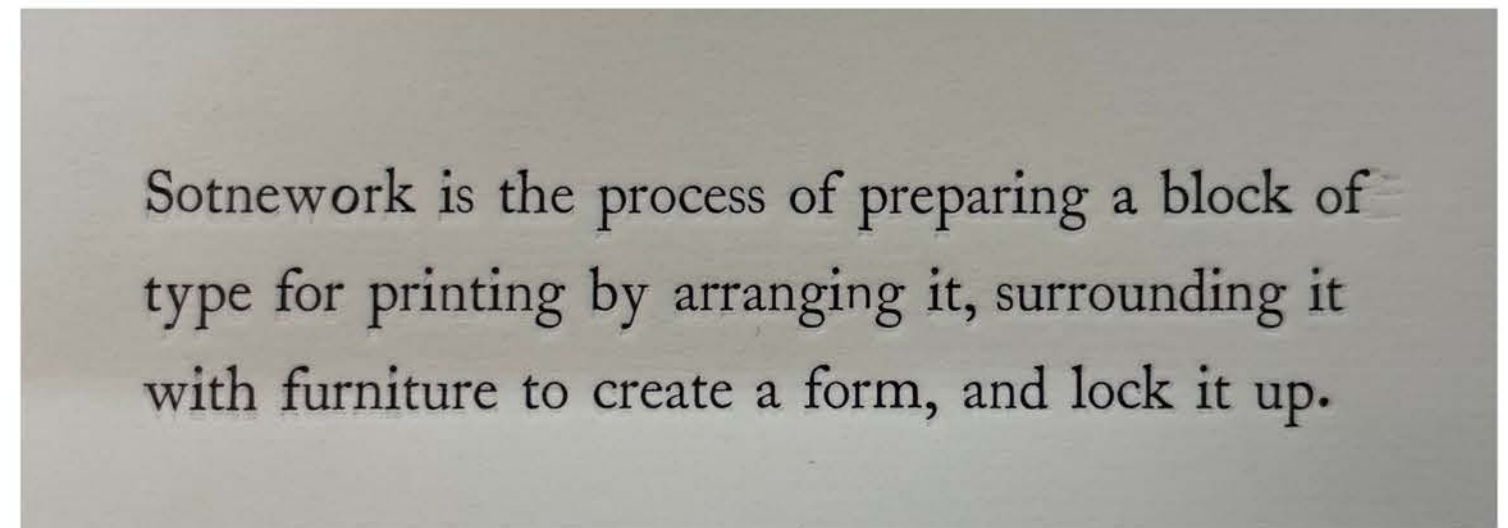 Sotnework is the process of preparing a block of
type for printing by arranging it, surrounding it
with furniture to create a form, and lock it up.